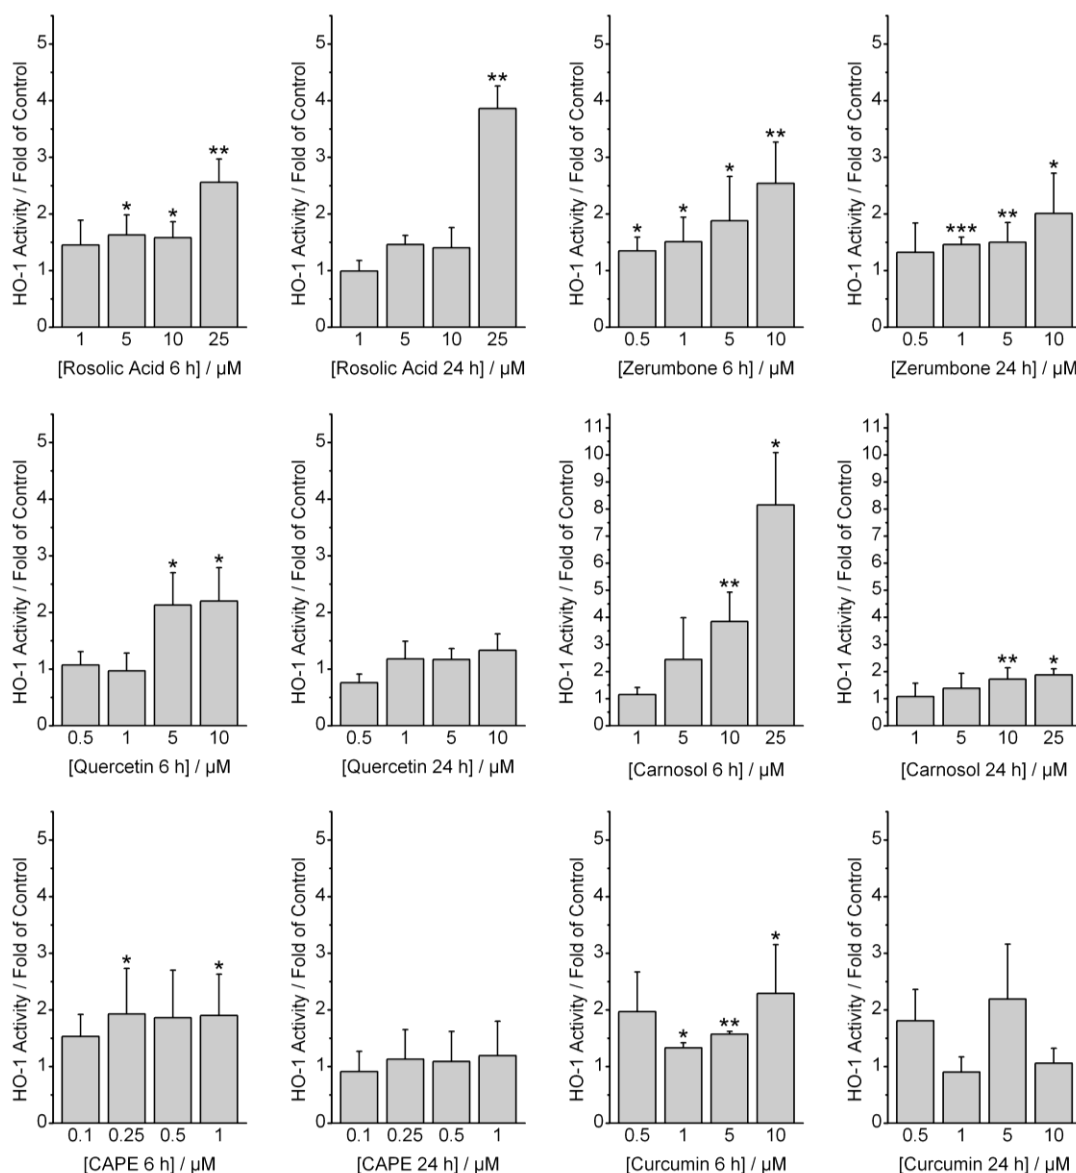 HO-1 Activity / Fold of Control
5
4
3
2
1
0
*
*
**
1 5 10 25
[Rosolic Acid 6 h] / µM
HO-1 Activity / Fold of Control
5
4
3
2
1
0
**
1 5 10 25
[Rosolic Acid 24 h] / µM
HO-1 Activity / Fold of Control
5
4
3
2
1
0
*
*
*
**
0.5 1 5 10
[Zerumbone 6 h] / µM
HO-1 Activity / Fold of Control
5
4
3
2
1
0
***
**
*
0.5 1 5 10
[Zerumbone 24 h] / µM
HO-1 Activity / Fold of Control
5
4
3
2
1
0
*
*
0.5 1 5 10
[Quercetin 6 h] / µM
HO-1 Activity / Fold of Control
5
4
3
2
1
0
0.5 1 5 10
[Quercetin 24 h] / µM
HO-1 Activity / Fold of Control
11
10
9
8
7
6
5
4
3
2
1
0
**
*
1 5 10 25
[Carnosol 6 h] / µM
HO-1 Activity / Fold of Control
11
10
9
8
7
6
5
4
3
2
1
0
**
*
1 5 10 25
[Carnosol 24 h] / µM
HO-1 Activity / Fold of Control
5
4
3
2
1
0
*
*
0.1 0.25 0.5 1
[CAPE 6 h] / µM
HO-1 Activity / Fold of Control
5
4
3
2
1
0
0.1 0.25 0.5 1
[CAPE 24 h] / µM
HO-1 Activity / Fold of Control
5
4
3
2
1
0
*
**
*
0.5 1 5 10
[Curcumin 6 h] / µM
HO-1 Activity / Fold of Control
5
4
3
2
1
0
0.5 1 5 10
[Curcumin 24 h] / µM